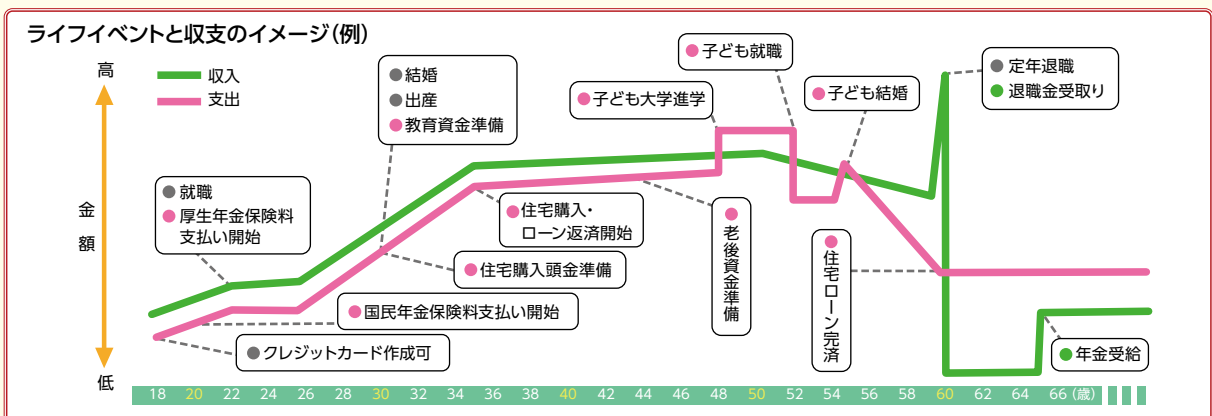 ライフイベントと収支のイメージ(例)
高
金額
低
収入
支出
●就職
●厚生年金保険料
支払い開始
●結婚
●出産
●教育資金準備
●子ども大学進学
●子ども就職
●子ども結婚
●定年退職
●退職金受取り
●住宅購入・
ローン返済開始
●住宅購入頭金準備
●国民年金保険料支払い開始
●クレジットカード作成可
●老後資金準備
●住宅ローン完済
●年金受給
18 20 22 24 26 28 30 32 34 36 38 40 42 44 46 48 50 52 54 56 58 60 62 64 66 (歳)